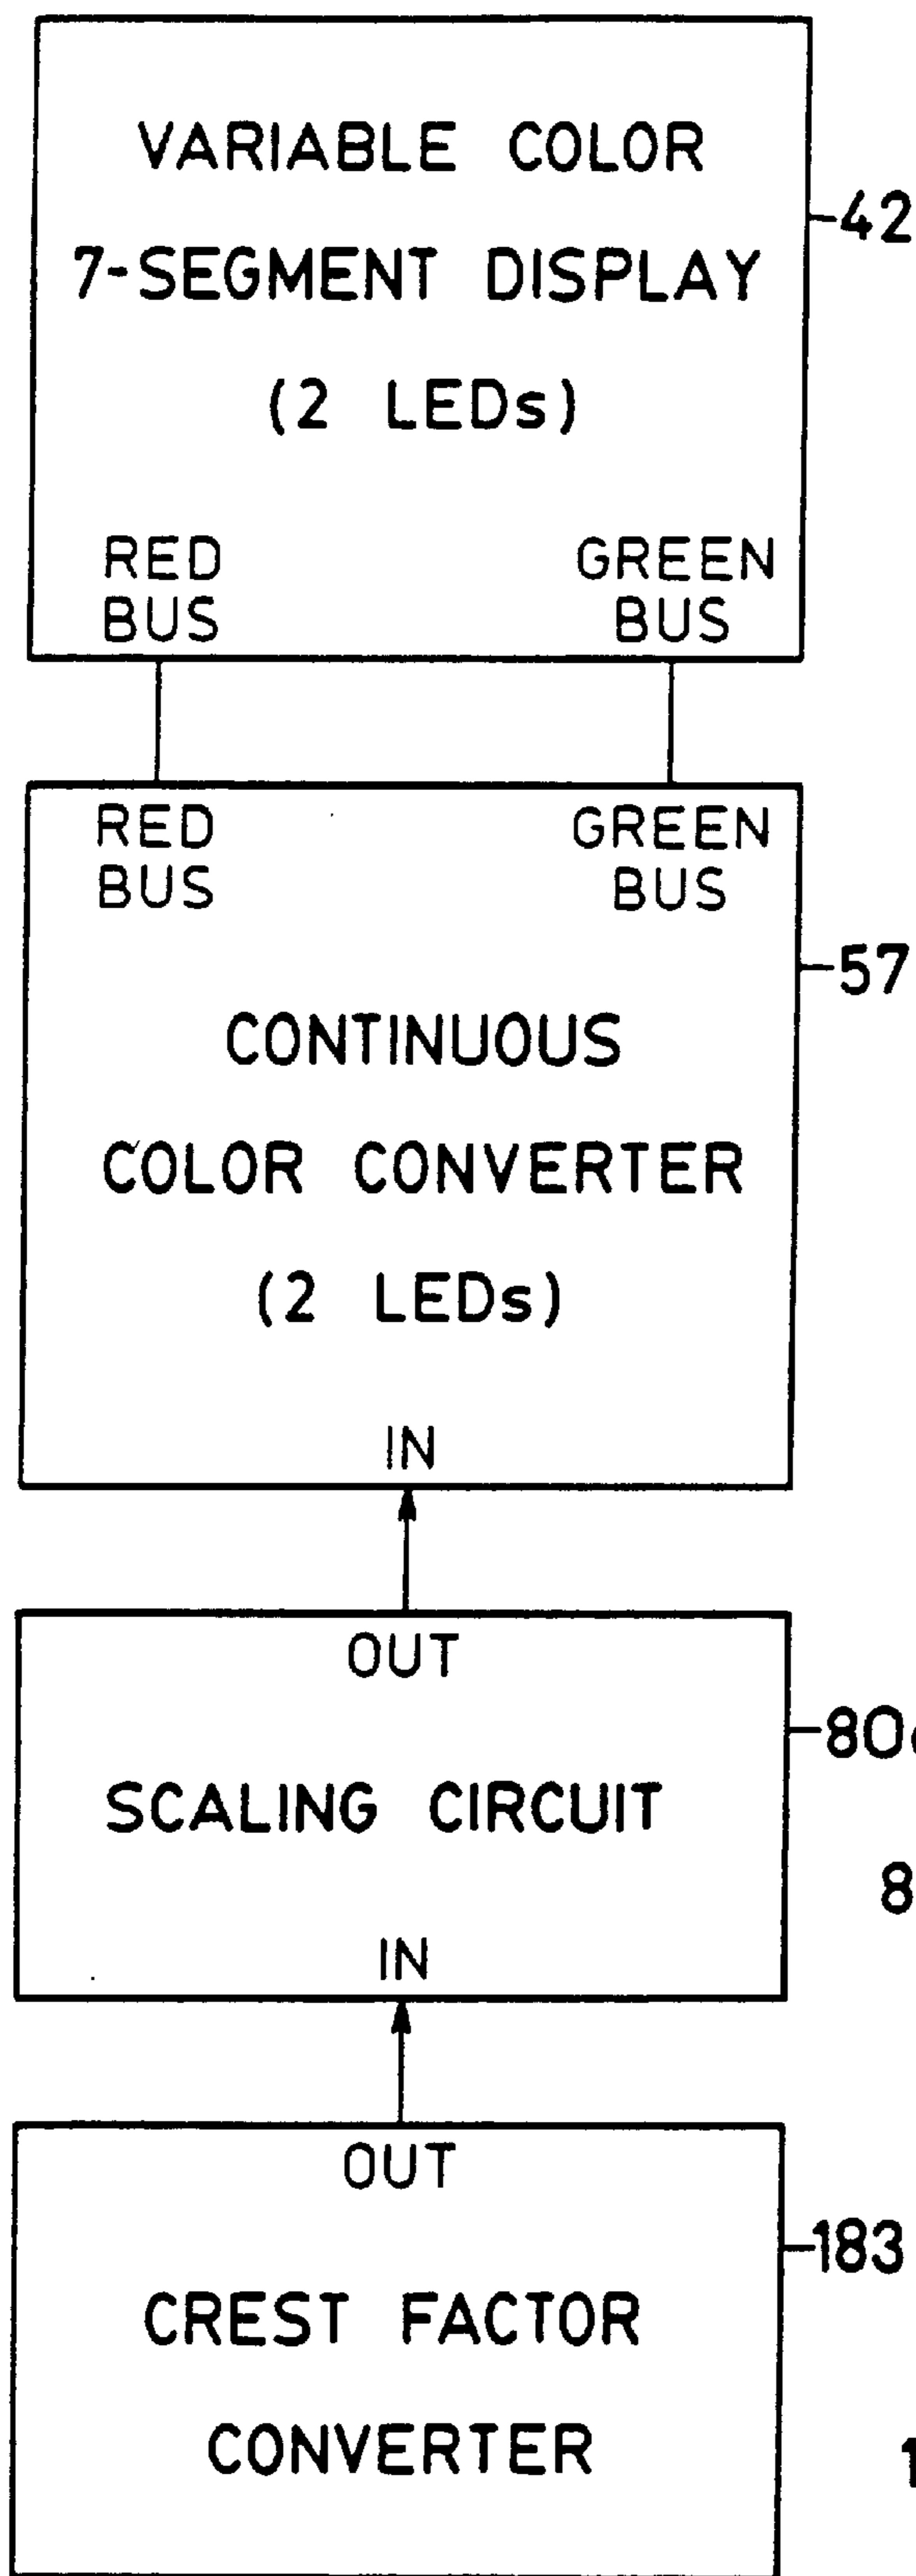 VARIABLE COLOR
42
7-SEGMENT DISPLAY
(2 LEDs)
RED GREEN
BUS BUS
RED GREEN
BUS BUS
57
CONTINUOUS
COLOR CONVERTER
(2 LEDs)
IN
OUT
SCALING CIRCUIT
IN
OUT
183
CREST FACTOR
CONVERTER